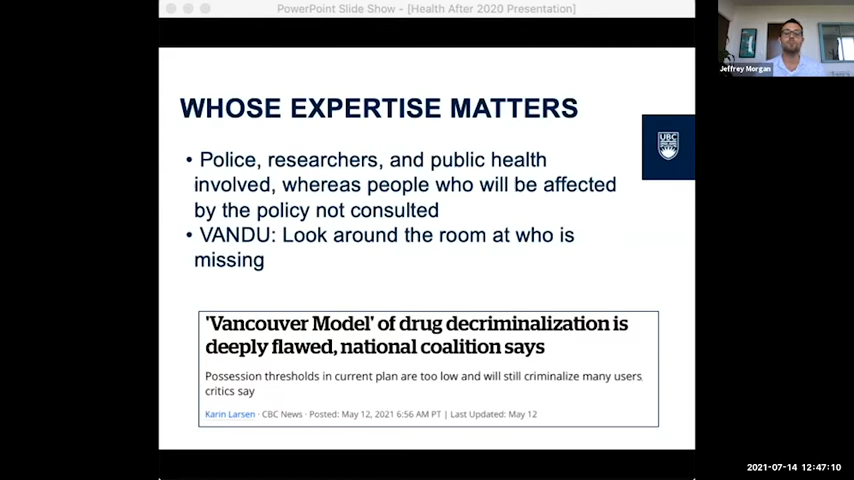 PowerPoint Slide Show - [Health After 2020 Presentation]
Jeffrey Morgan
WHOSE EXPERTISE MATTERS
UBC
• Police, researchers, and public health
involved, whereas people who will be affected
by the policy not consulted
• VANDU: Look around the room at who is
missing
'Vancouver Model' of drug decriminalization is
deeply flawed, national coalition says
Possession thresholds in current plan are too low and will still criminalize many users,
critics say
Karin Larsen · CBC News · Posted: May 12, 2021 6:56 AM PT | Last Updated: May 12
2021-07-14 12:47:10